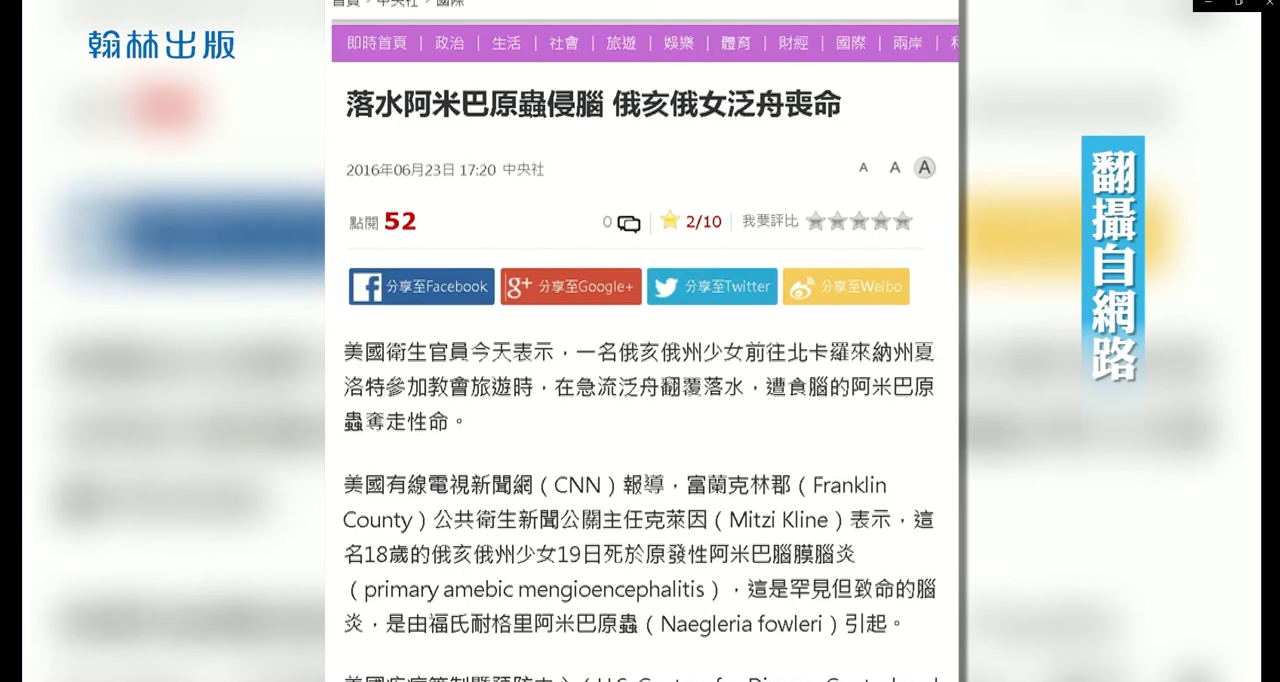 首頁 > 中央社 > 國際
翰林出版
即時首頁 | 政治 | 生活 | 社會 | 旅遊 | 娛樂 | 體育 | 財經 | 國際 | 兩岸 |
落水阿米巴原蟲侵腦 俄亥俄女泛舟喪命
2016年06月23日 17:20 中央社
A A A
點閱 52
0
2/10
我要評比
分享至Facebook
g+ 分享至Google+
分享至Twitter
分享至Weibo
翻攝自網路
美國衛生官員今天表示，一名俄亥俄州少女前往北卡羅來納州夏
洛特參加教會旅遊時，在急流泛舟翻覆落水，遭食腦的阿米巴原
蟲奪走性命。
美國有線電視新聞網（CNN）報導，富蘭克林郡（Franklin
County）公共衛生新聞公關主任克萊因（Mitzi Kline）表示，這
名18歲的俄亥俄州少女19日死於原發性阿米巴腦膜腦炎
（primary amebic mengioencephalitis），這是罕見但致命的腦
炎，是由福氏耐格里阿米巴原蟲（Naegleria fowleri）引起。